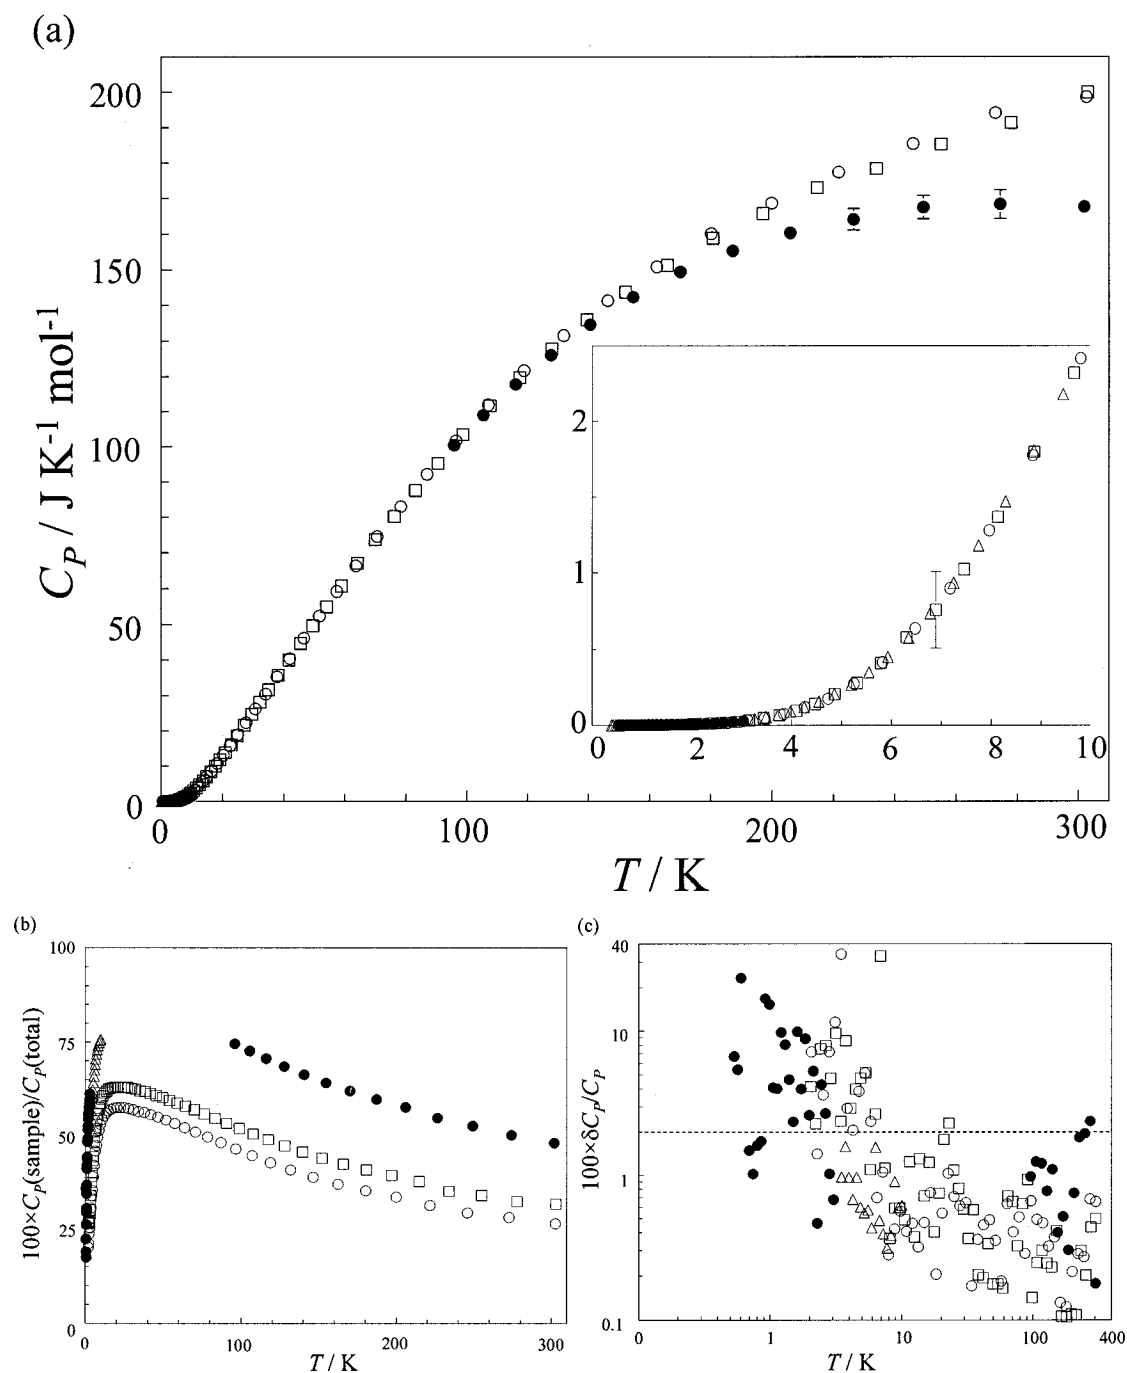 (a)
200
150
100
50
0
C_P / J K⁻¹ mol⁻¹
2
1
0
0 2 4 6 8 10
0 100 200 300
T / K
(b)
100
75
50
25
0
100×C_P(sample)/C_P(total)
0 100 200 300
T / K
(c)
40
10
1
0.1
100×δC_P/C_P
0 1 10 100 400
T / K